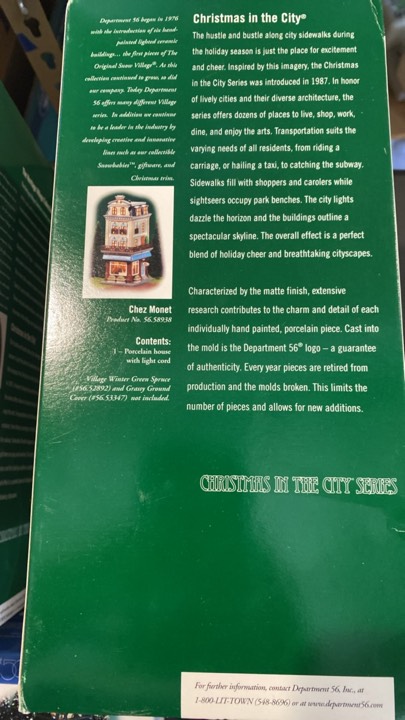 Department 56 began in 1976
with the introduction of six hand-
painted lighted ceramic
buildings... the first pieces of The
Original Snow Village®. As this
collection continued to grow, so did
our company. Today Department
56 offers many different Village
series. In addition we continue
to be a leader in the industry by
developing creative and innovative
lines such as our collectible
Snowbabies™, giftware, and
Christmas trim.
Chez Monet
Product No. 56.58938
Contents:
1 – Porcelain house
with light cord
Village Winter Green Spruce
(#56.52892) and Grassy Ground
Cover (#56.53347) not included.
Christmas in the City®
The hustle and bustle along city sidewalks during
the holiday season is just the place for excitement
and cheer. Inspired by this imagery, the Christmas
in the City Series was introduced in 1987. In honor
of lively cities and their diverse architecture, the
series offers dozens of places to live, shop, work,
dine, and enjoy the arts. Transportation suits the
varying needs of all residents, from riding a
carriage, or hailing a taxi, to catching the subway.
Sidewalks fill with shoppers and carolers while
sightseers occupy park benches. The city lights
dazzle the horizon and the buildings outline a
spectacular skyline. The overall effect is a perfect
blend of holiday cheer and breathtaking cityscapes.
Characterized by the matte finish, extensive
research contributes to the charm and detail of each
individually hand painted, porcelain piece. Cast into
the mold is the Department 56® logo – a guarantee
of authenticity. Every year pieces are retired from
production and the molds broken. This limits the
number of pieces and allows for new additions.
CHRISTMAS IN THE CITY SERIES
For further information, contact Department 56, Inc., at
1-800-LIT-TOWN (548-8696) or at www.department56.com